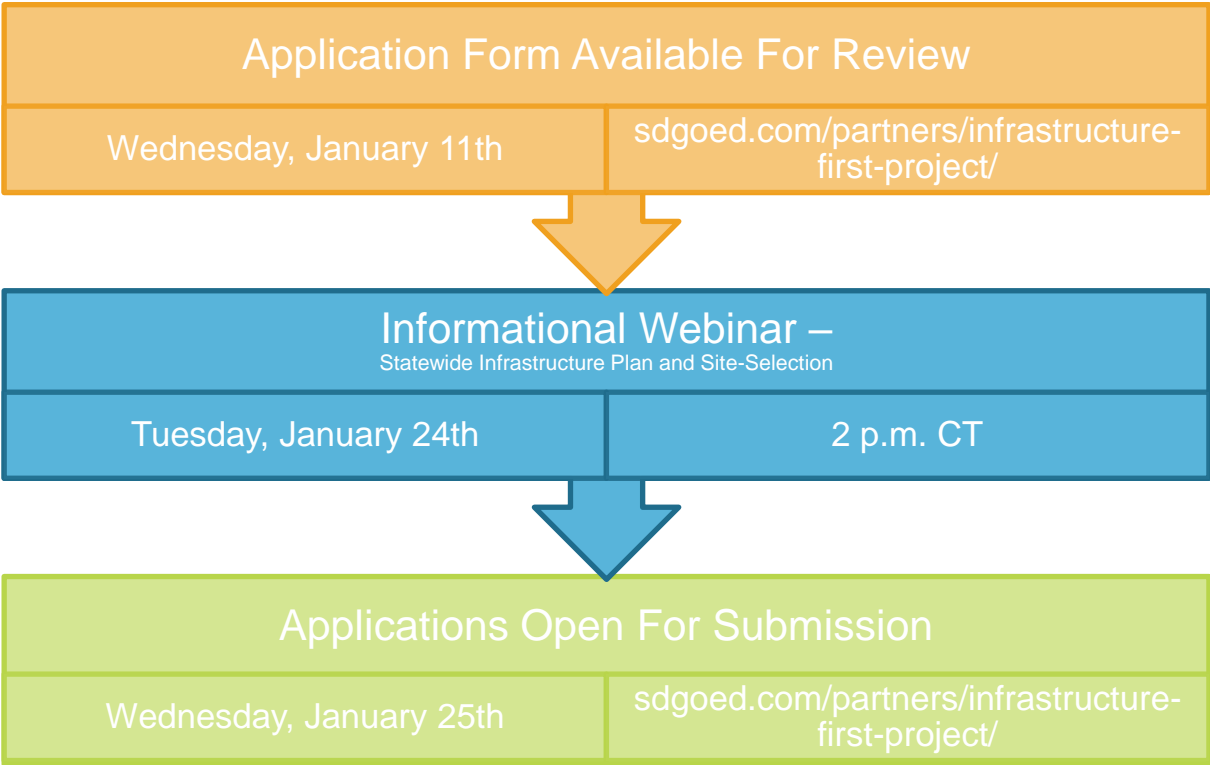 Application Form Available For Review
Wednesday, January 11th
sdgoed.com/partners/infrastructure-
first-project/
Informational Webinar –
Statewide Infrastructure Plan and Site-Selection
Tuesday, January 24th
2 p.m. CT
Applications Open For Submission
Wednesday, January 25th
sdgoed.com/partners/infrastructure-
first-project/